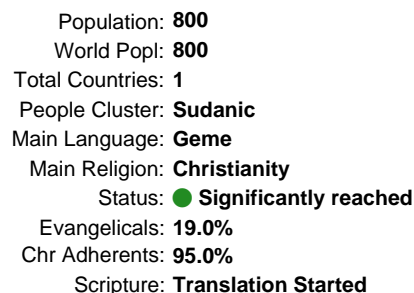 Population: 800
World Popl: 800
Total Countries: 1
People Cluster: Sudanic
Main Language: Geme
Main Religion: Christianity
Status: Significantly reached
Evangelicals: 19.0%
Chr Adherents: 95.0%
Scripture: Translation Started